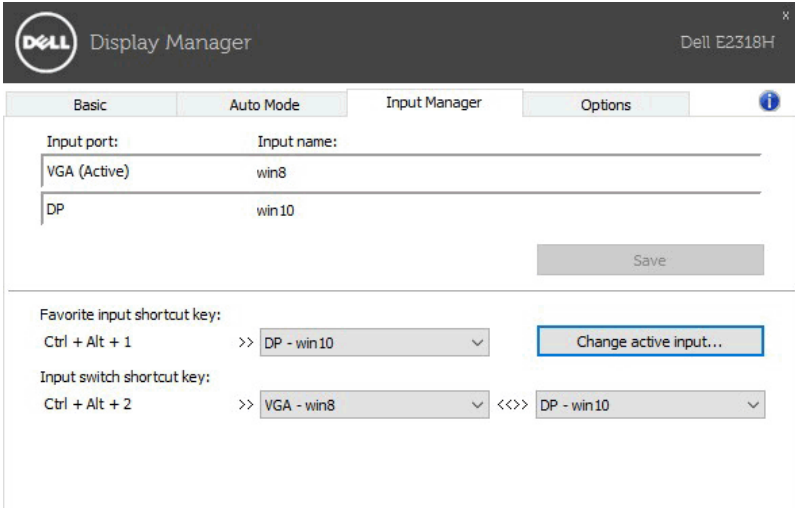 x
DELL Display Manager Dell E2318H
Basic Auto Mode Input Manager Options i
Input port: Input name:
VGA (Active) win8
DP win10
Save
Favorite input shortcut key:
Ctrl + Alt + 1 >> DP - win10 Change active input...
Input switch shortcut key:
Ctrl + Alt + 2 >> VGA - win8 <<>> DP - win10